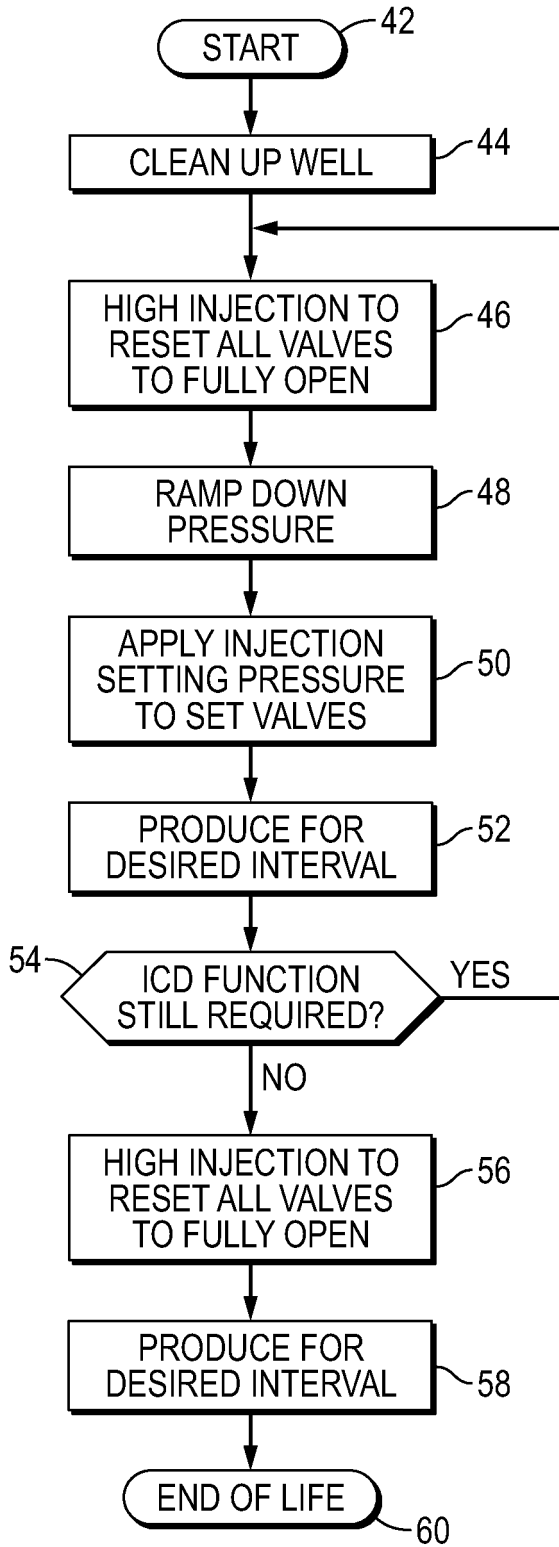 START
42
CLEAN UP WELL
44
HIGH INJECTION TO
RESET ALL VALVES
TO FULLY OPEN
46
RAMP DOWN
PRESSURE
48
APPLY INJECTION
SETTING PRESSURE
TO SET VALVES
50
PRODUCE FOR
DESIRED INTERVAL
52
54
ICD FUNCTION
STILL REQUIRED?
YES
NO
HIGH INJECTION TO
RESET ALL VALVES
TO FULLY OPEN
56
PRODUCE FOR
DESIRED INTERVAL
58
END OF LIFE
60